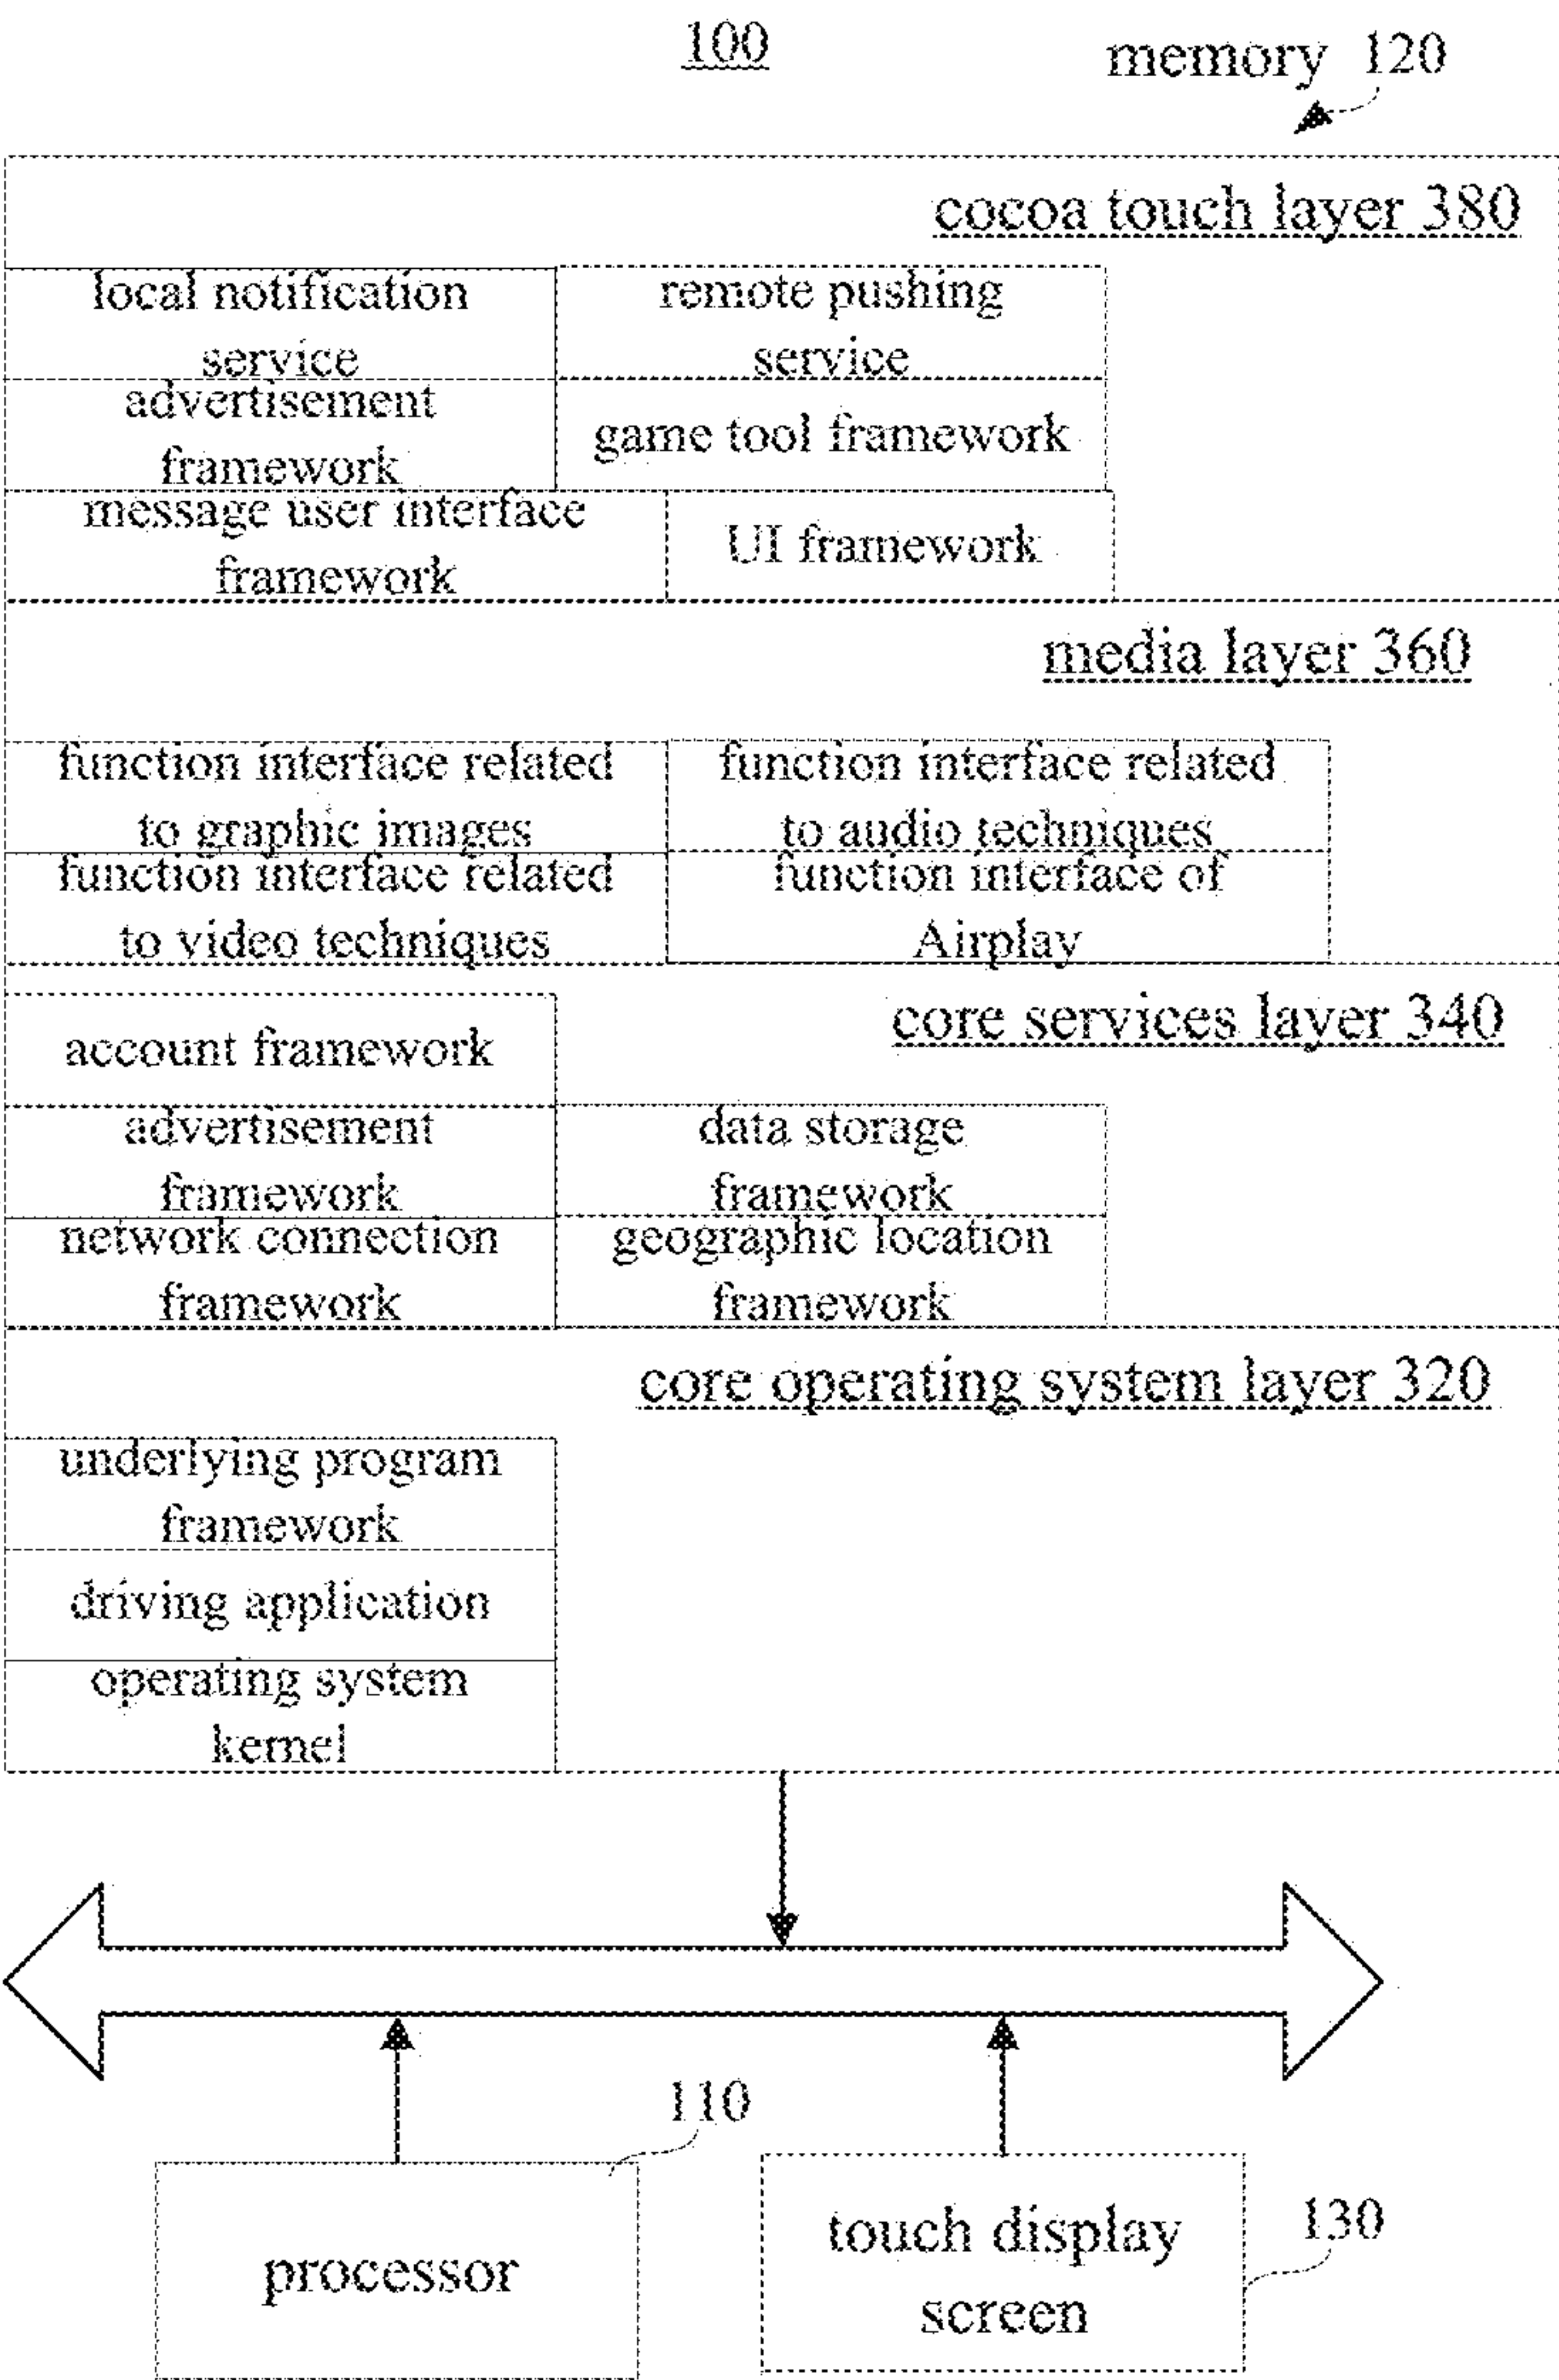 100
memory 120
cocoa touch layer 380
local notification
service
remote pushing
service
advertisement
framework
game tool framework
message user interface
framework
UI framework
media layer 360
function interface related
to graphic images
function interface related
to audio techniques
function interface related
to video techniques
function interface of
Airplay
core services layer 340
account framework
advertisement
framework
data storage
framework
network connection
framework
geographic location
framework
core operating system layer 320
underlying program
framework
driving application
operating system
kernel
110
processor
touch display
screen
130